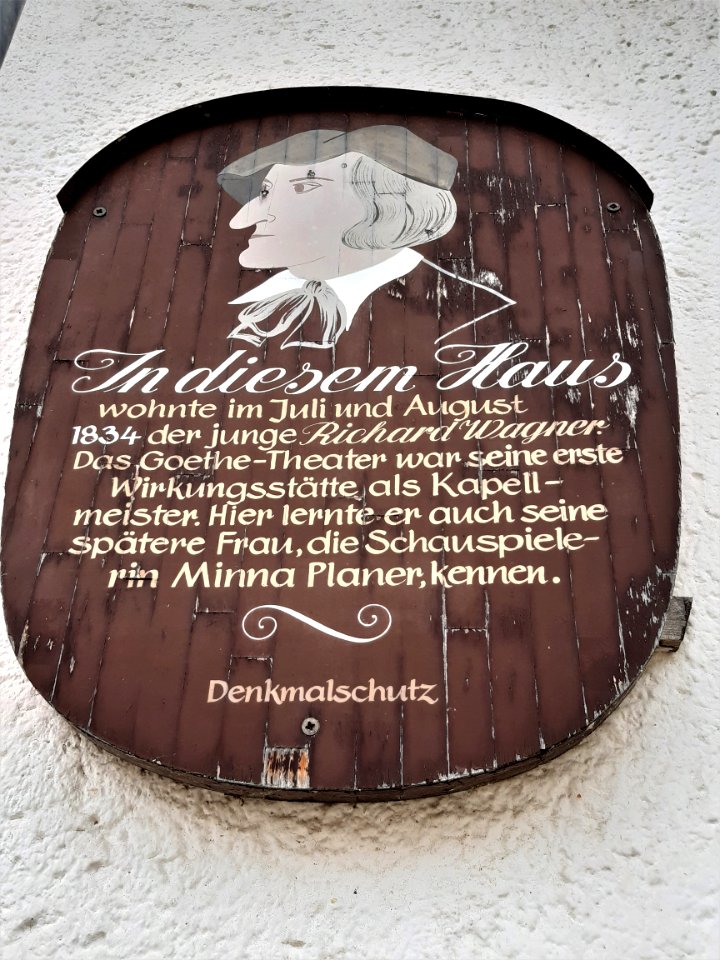 In diesem Haus
wohnte im Juli und August
1834 der junge Richard Wagner
Das Goethe-Theater war seine erste
Wirkungsstätte als Kapell-
meister. Hier lernte er auch seine
spätere Frau, die Schauspiele-
rin Minna Planer, kennen.
Denkmalschutz